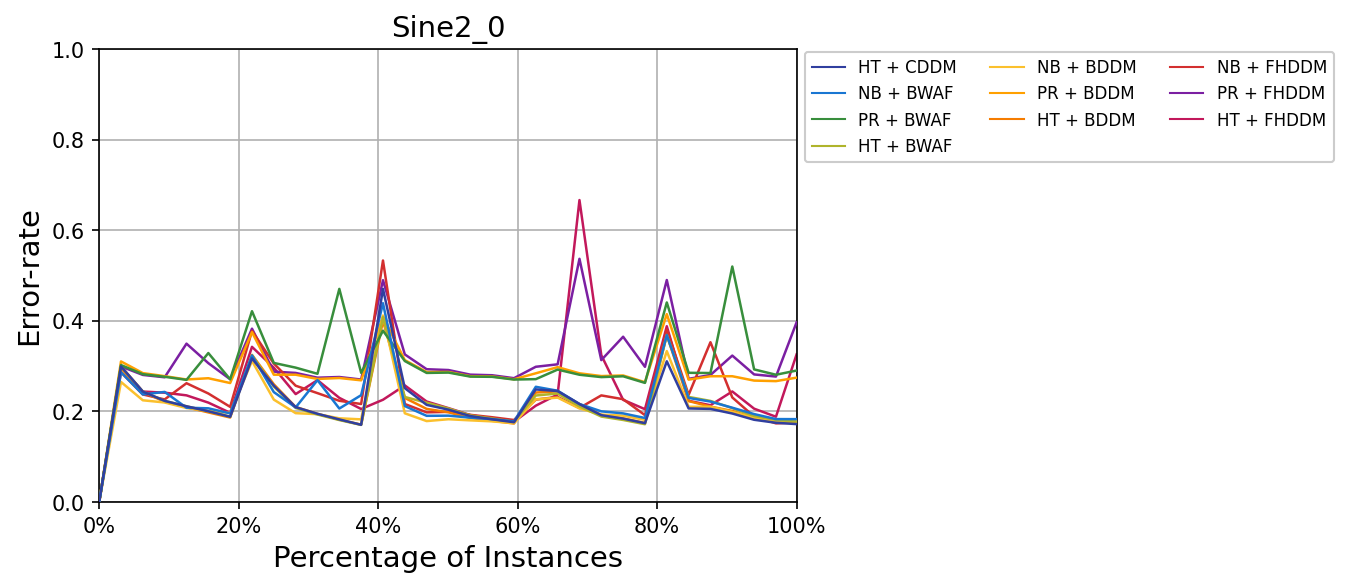 Sine2_0
1.0
0.8
0.6
0.4
0.2
0.0
Error-rate
0%
20%
40%
60%
80%
100%
Percentage of Instances
HT + CDDM
NB + BWAF
PR + BWAF
HT + BWAF
NB + BDDM
PR + BDDM
HT + BDDM
NB + FHDDM
PR + FHDDM
HT + FHDDM